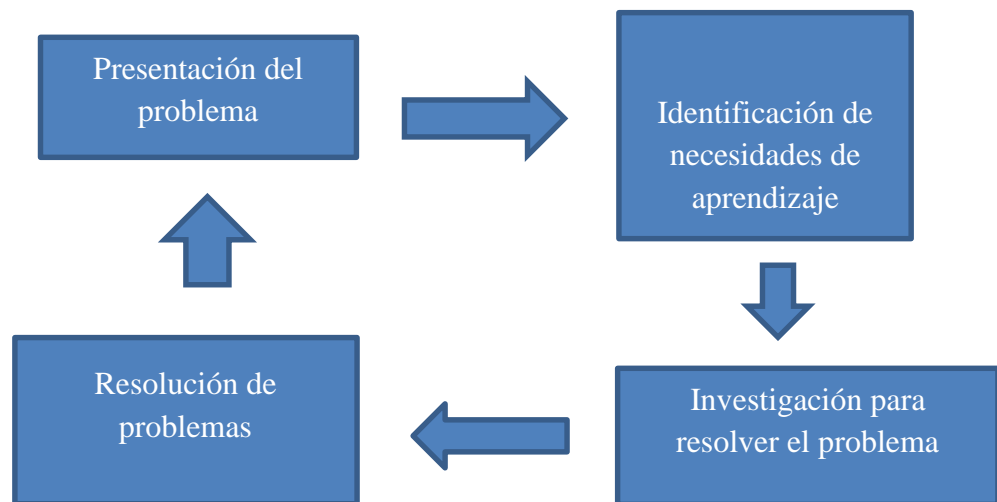 Presentación del
problema
Identificación de
necesidades de
aprendizaje
Resolución de
problemas
Investigación para
resolver el problema